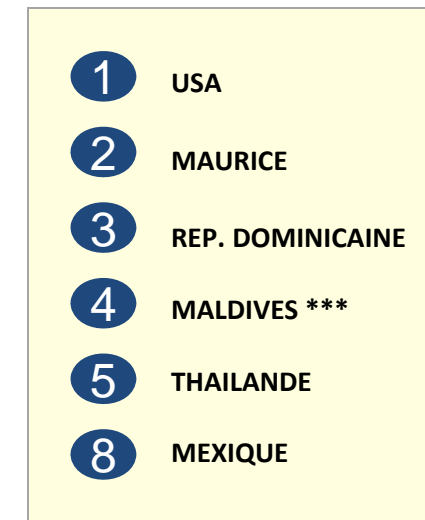 1 USA
2 MAURICE
3 REP. DOMINICAINE
4 MALDIVES ***
5 THAILANDE
8 MEXIQUE